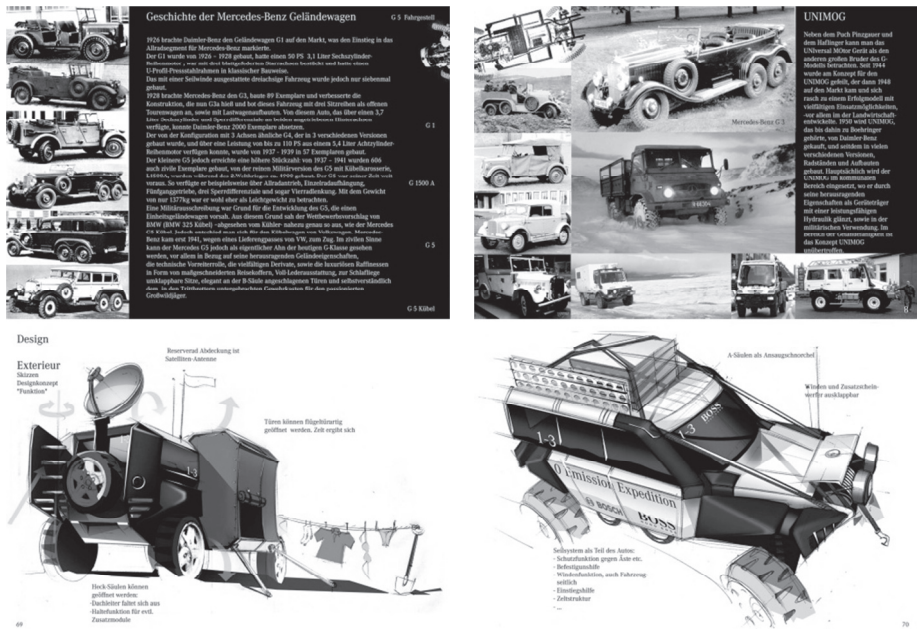 Geschichte der Mercedes-Benz Geländewagen
G 5 Fahrgestell
1926 brachte Daimler-Benz den Geländewagen G1 auf den Markt, was den Einstieg in das
Allradsegment für Mercedes-Benz markierte.
Der G1 wurde von 1926 – 1928 gebaut, hatte einen 50 PS 3,1 Liter Sechszylinder-
U-Profil-Pressstahlrahmen in klassischer Bauweise.
Das mit einer Seilwinde ausgestattete dreiachsige Fahrzeug wurde jedoch nur siebenmal
gebaut.
1928 brachte Mercedes-Benz den G3, baute 89 Exemplare und verbesserte die
Konstruktion, die nun G3a hieß und bot dieses Fahrzeug mit drei Sitzreihen als offenen
Tourenwagen an, sowie mit Lastwagenaufbauten. Von diesem Auto, das über einen 3,7
verfügte, konnte Daimler-Benz 2000 Exemplare absetzen.
G 1
Der von der Konfiguration mit 3 Achsen ähnliche G4, der in 3 verschiedenen Versionen
gebaut wurde, und über eine Leistung von bis zu 110 PS aus einem 5,4 Liter Achtzylinder-
Reihenmotor verfügen konnte, wurde von 1937 – 1939 in 57 Exemplaren gebaut.
Der kleinere G5 jedoch erreichte eine höhere Stückzahl: von 1937 – 1941 wurden 606
auch zivile Exemplare gebaut, von der reinen Militärversion des G5 mit Kübelkarosserie,
voraus. So verfügte er beispielsweise über Allradantrieb, Einzelradaufhängung,
G 1500 A
Fünfganggetriebe, drei Sperrdifferenziale und sogar Vierradlenkung. Mit dem Gewicht
von nur 1377kg war er wohl eher als Leichtgewicht zu betrachten.
Eine Militärausschreibung war Grund für die Entwicklung des G5, die einen
Einheitsgeländewagen vorsah. Aus diesem Grund sah der Wettbewerbsvorschlag von
BMW (BMW 325 Kübel) –abgesehen vom Kühler- nahezu genau so aus, wie der Mercedes
Benz kam erst 1941, wegen eines Lieferengpasses von VW, zum Zug. Im zivilen Sinne
kann der Mercedes G5 jedoch als eigentlicher Ahn der heutigen G-Klasse gesehen
G 5
werden, vor allem in Bezug auf seine herausragenden Geländeeigenschaften,
die technische Vorreiterrolle, die vielfältigen Derivate, sowie die luxuriösen Raffinessen
in Form von maßgeschneiderten Reisekoffern, Voll-Lederausstattung, zur Schlafliege
umklappbare Sitze, elegant an der B-Säule angeschlagenen Türen und selbstverständlich
Großwildjäger.
G 5 Kübel
UNIMOG
Neben dem Puch Pinzgauer und
dem Haflinger kann man das
UNIversal MOtor Gerät als den
anderen großen Bruder des G-
Modells betrachten. Seit 1944
wurde am Konzept für den
UNIMOG gefeilt, der dann 1948
auf den Markt kam und sich
rasch zu einem Erfolgmodell mit
vielfältigen Einsatzmöglichkeiten,
-vor allem im der Landwirtschaft-
entwickelte. 1950 wird UNIMOG,
das bis dahin zu Boehringer
gehörte, von Daimler-Benz
gekauft, und seitdem in vielen
verschiedenen Versionen,
Radständen und Aufbauten
gebaut. Hauptsächlich wird der
UNIMOG im kommunalen
Bereich eingesetzt, wo er durch
seine herausragenden
Eigenschaften als Geräteträger
mit einer leistungsfähigen
Hydraulik glänzt, sowie in der
militärischen Verwendung. Im
Bereich der Geländegängigkeit ist
das Konzept UNIMOG
unübertroffen.
Mercedes-Benz G 3
Design
Exterieur
Skizzen
Designkonzept
"Funktion"
Reserverad Abdeckung ist
Satelliten-Antenne
Türen können flügeltürartig
geöffnet werden. Zelt ergibt sich
1-3
Heck-Säulen können
geöffnet werden:
-Dachleiter faltet sich aus
-Haltefunktion für evtl.
Zusatzmodule
69
A-Säulen als Ansaugschnorchel
Winden und Zusatzschein-
werfer ausklappbar
1-3 BOSS
1-3
0 Emission Expedition
BOSCH BOSS
Seilsystem als Teil des Autos:
- Schutzfunktion gegen Äste etc.
- Befestigungshilfe
- Windenfunktion, auch Fahrzeug-
seitlich
- Einstiegshilfe
- Zeltstruktur
- ...
70